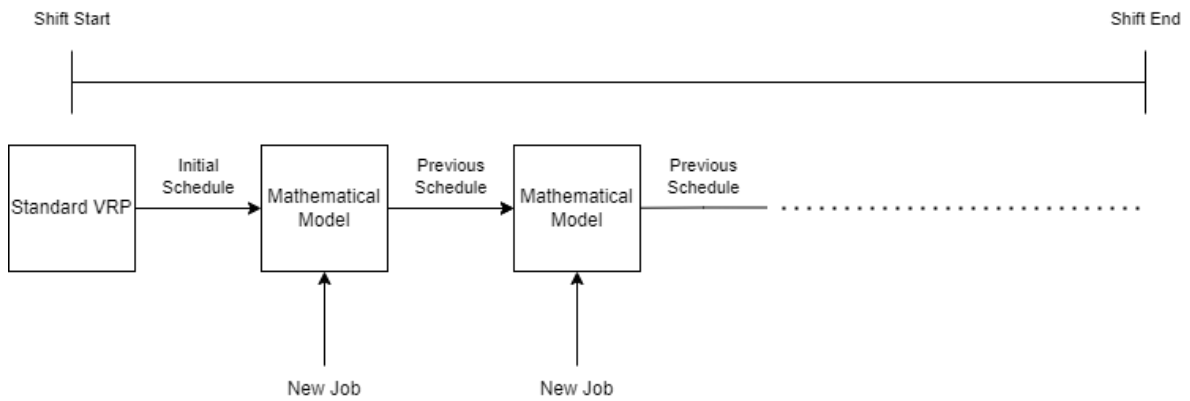 Shift Start
Shift End
Standard VRP
Initial
Schedule
Mathematical
Model
Previous
Schedule
Mathematical
Model
Previous
Schedule
New Job
New Job